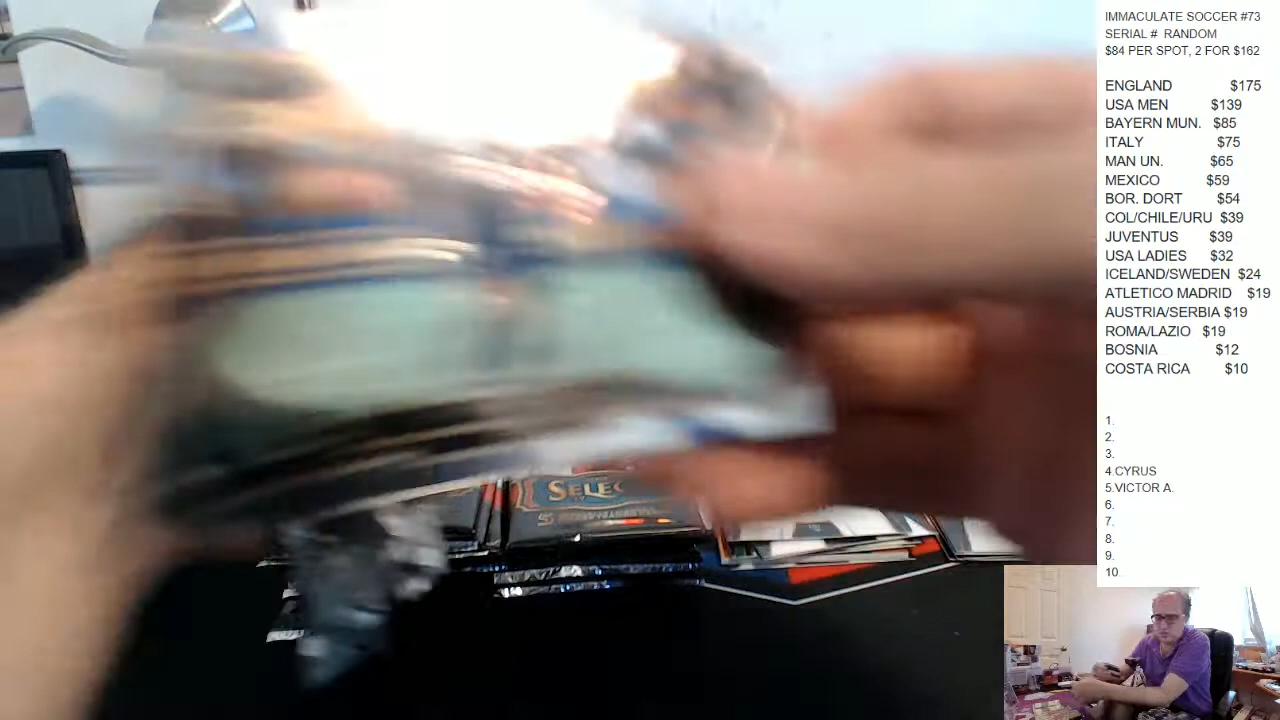 IMMACULATE SOCCER #73
SERIAL # RANDOM
$84 PER SPOT, 2 FOR $162
ENGLAND $175
USA MEN $139
BAYERN MUN. $85
ITALY $75
MAN UN. $65
MEXICO $59
BOR. DORT $54
COL/CHILE/URU $39
JUVENTUS $39
USA LADIES $32
ICELAND/SWEDEN $24
ATLETICO MADRID $19
AUSTRIA/SERBIA $19
ROMA/LAZIO $19
BOSNIA $12
COSTA RICA $10
1.
2.
3.
4.CYRUS
5.VICTOR A.
6.
7.
8.
9.
10.
SELEC